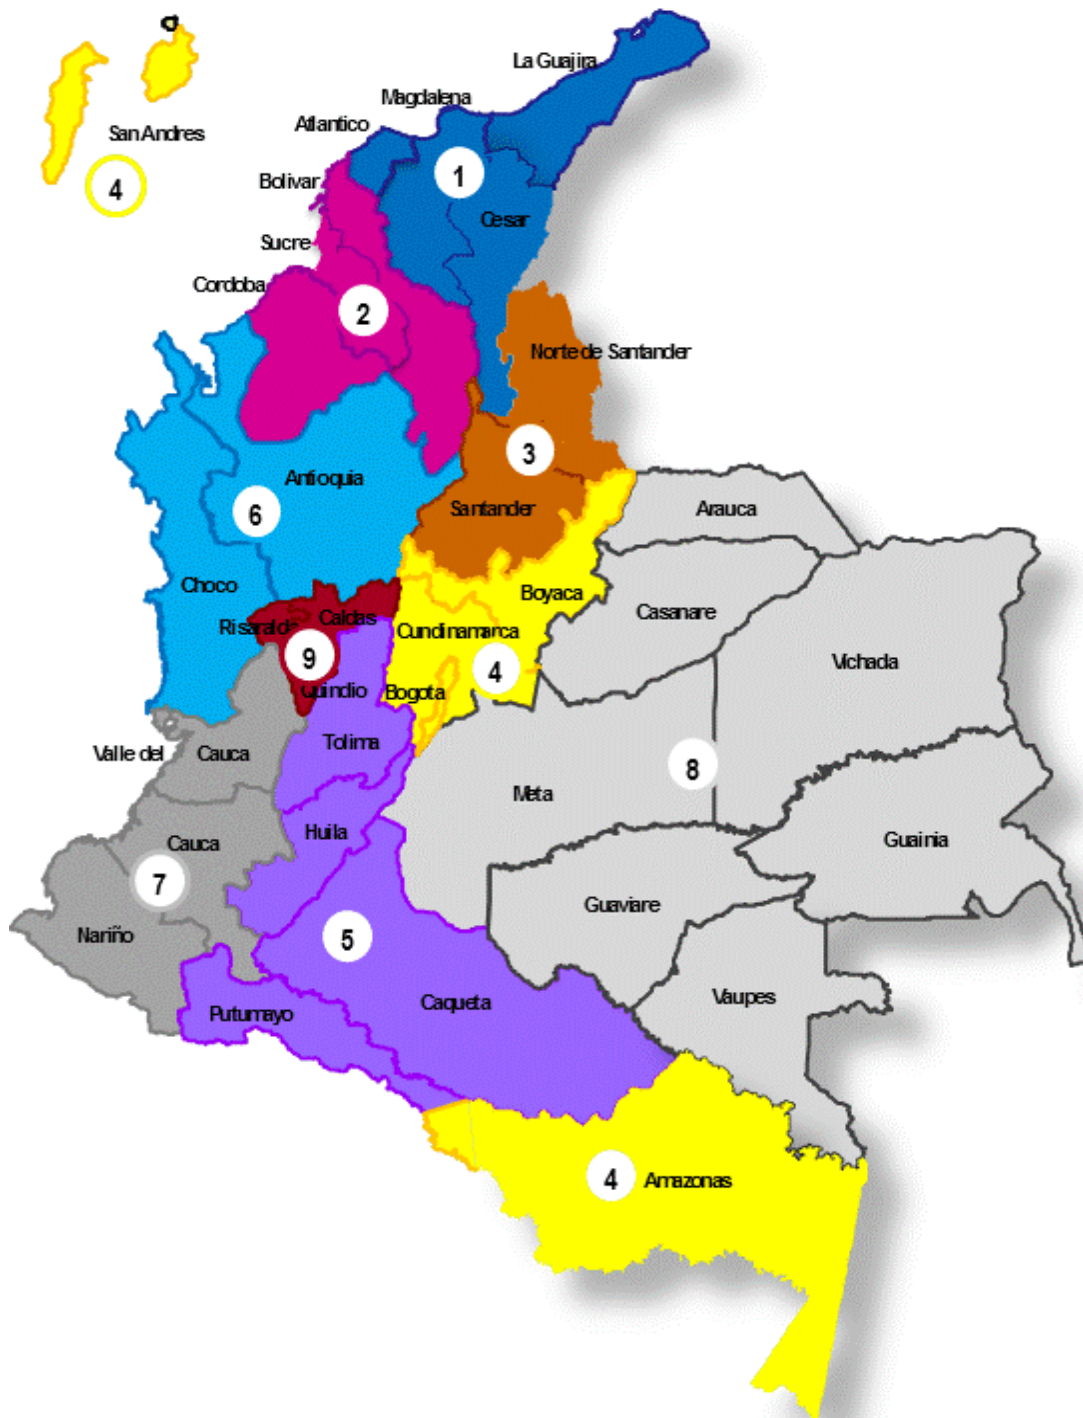 La Guajira
Magdalena
Atlantico
San Andres
4
1
Bolivar
Cesar
Sucre
Cordoba
2
Norte de Santander
3
Antioquia
6
Santander
Arauca
Choco
Boyaca
Casanare
Risaralda
Caldas
Cundinamarca
9
4
Vichada
Quindio
Bogota
Valle del
Cauca
Tolima
8
Meta
Huila
Cauca
Guainia
7
Guaviare
Nariño
5
Caqueta
Vaupes
Putumayo
4
Amazonas